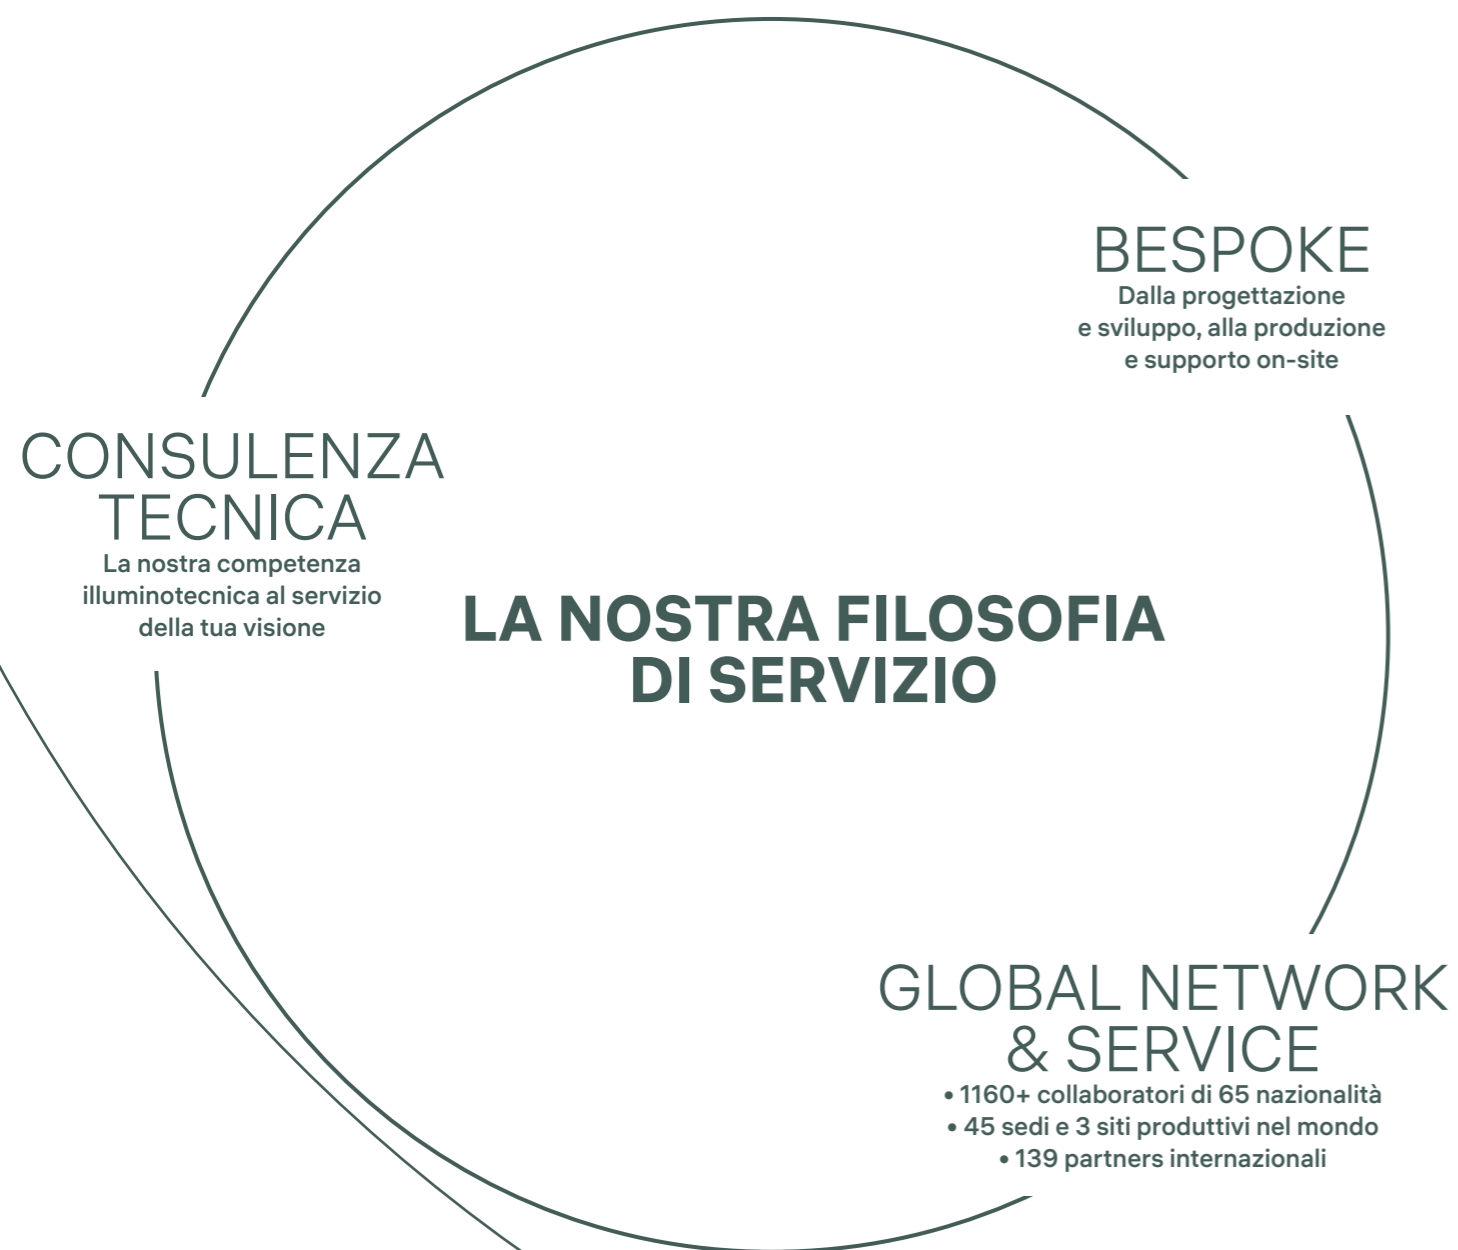 BESPOKE
Dalla progettazione
e sviluppo, alla produzione
e supporto on-site
CONSULENZA
TECNICA
La nostra competenza
illuminotecnica al servizio
della tua visione
LA NOSTRA FILOSOFIA
DI SERVIZIO
GLOBAL NETWORK
& SERVICE
• 1160+ collaboratori di 65 nazionalità
• 45 sedi e 3 siti produttivi nel mondo
• 139 partners internazionali